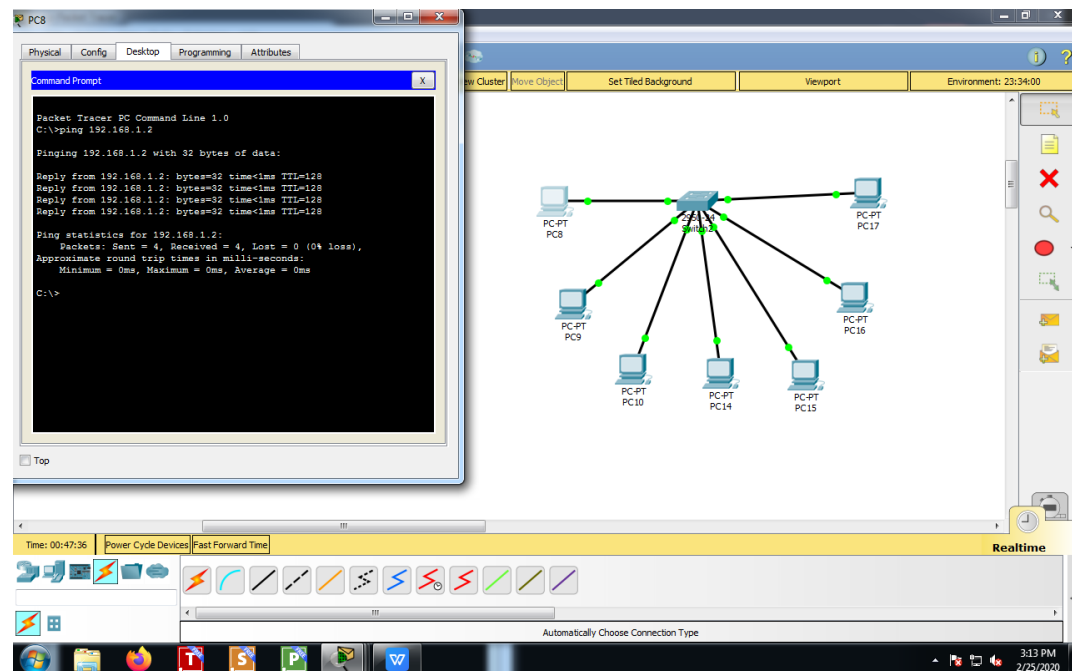 PC8
Physical Config Desktop Programming Attributes
Command Prompt
X
Packet Tracer PC Command Line 1.0
C:\>ping 192.168.1.2
Pinging 192.168.1.2 with 32 bytes of data:
Reply from 192.168.1.2: bytes=32 time<1ms TTL=128
Reply from 192.168.1.2: bytes=32 time<1ms TTL=128
Reply from 192.168.1.2: bytes=32 time<1ms TTL=128
Reply from 192.168.1.2: bytes=32 time<1ms TTL=128
Ping statistics for 192.168.1.2:
Packets: Sent = 4, Received = 4, Lost = 0 (0% loss),
Approximate round trip times in milli-seconds:
Minimum = 0ms, Maximum = 0ms, Average = 0ms
C:\>
Top
Cluster Move Object Set Tiled Background Viewport Environment: 23:34:00
PC-PT
PC8
Switch2
PC-PT
PC17
PC-PT
PC9
PC-PT
PC16
PC-PT
PC10
PC-PT
PC14
PC-PT
PC15
Time: 00:47:36 Power Cycle Devices Fast Forward Time
Realtime
Automatically Choose Connection Type
T S P W
3:13 PM
2/25/2020